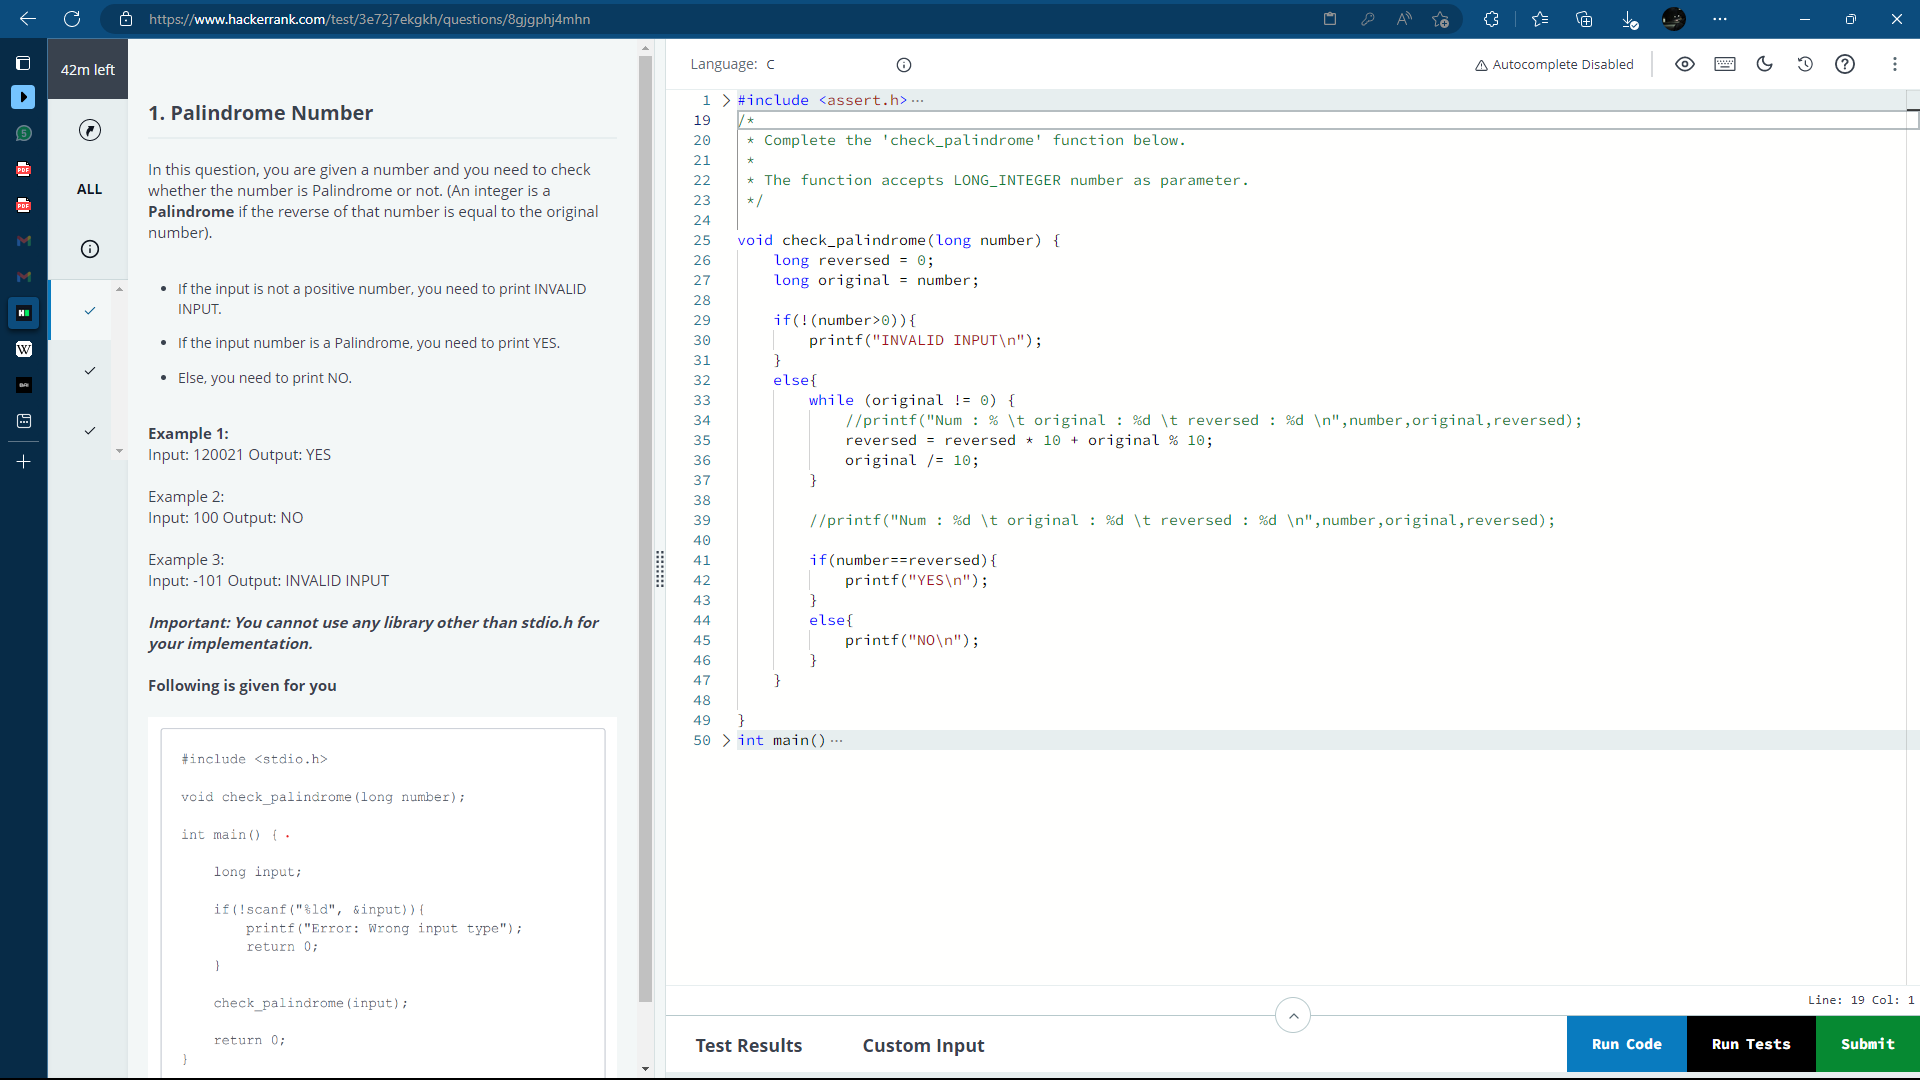 https://www.hackerrank.com/test/3e72j7ekgkh/questions/8gjgphj4mhn
42m left
ALL
1. Palindrome Number
In this question, you are given a number and you need to check
whether the number is Palindrome or not. (An integer is a
Palindrome if the reverse of that number is equal to the original
number).
If the input is not a positive number, you need to print INVALID
INPUT.
If the input number is a Palindrome, you need to print YES.
Else, you need to print NO.
Example 1:
Input: 120021 Output: YES
Example 2:
Input: 100 Output: NO
Example 3:
Input: -101 Output: INVALID INPUT
Important: You cannot use any library other than stdio.h for
your implementation.
Following is given for you
#include <stdio.h>
void check_palindrome(long number);
int main() {
long input;
if(!scanf("%ld", &input)){
printf("Error: Wrong input type");
return 0;
}
check_palindrome(input);
return 0;
}
Language: C
Autocomplete Disabled
1 #include <assert.h>
19 /*
20 * Complete the 'check_palindrome' function below.
21 *
22 * The function accepts LONG_INTEGER number as parameter.
23 */
24
25 void check_palindrome(long number) {
26 long reversed = 0;
27 long original = number;
28
29 if(!(number>0)){
30 printf("INVALID INPUT\n");
31 }
32 else{
33 while (original != 0) {
34 //printf("Num : % \t original : %d \t reversed : %d \n",number,original,reversed);
35 reversed = reversed * 10 + original % 10;
36 original /= 10;
37 }
38
39 //printf("Num : %d \t original : %d \t reversed : %d \n",number,original,reversed);
40
41 if(number==reversed){
42 printf("YES\n");
43 }
44 else{
45 printf("NO\n");
46 }
47 }
48
49 }
50 int main()
Line: 19 Col: 1
Test Results
Custom Input
Run Code
Run Tests
Submit